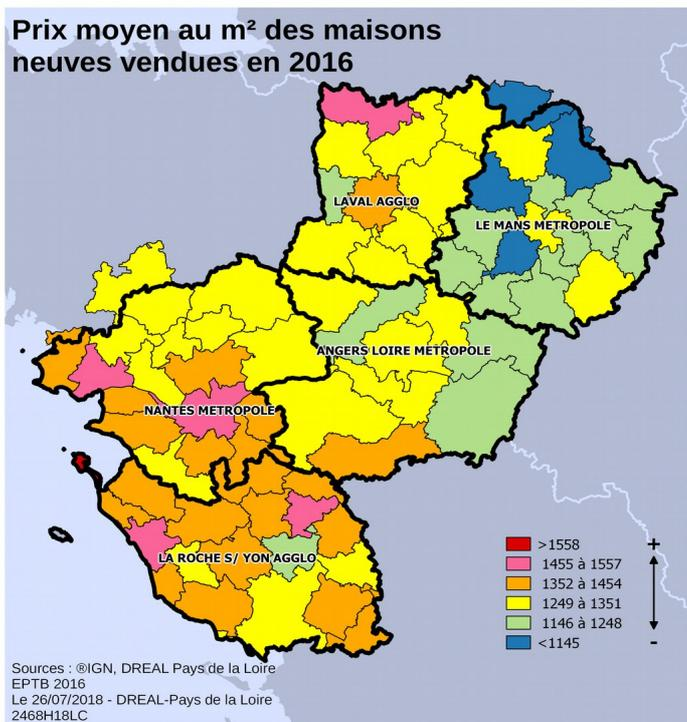 Prix moyen au m² des maisons
neuves vendues en 2016
LAVAL AGGLO
LE MANS METROPOLE
ANGERS LOIRE METROPOLE
NANTES METROPOLE
LA ROCHE S/ YON AGGLO
>1558
+
1455 à 1557
1352 à 1454
1249 à 1351
1146 à 1248
<1145
-
Sources : ®IGN, DREAL Pays de la Loire
EPTB 2016
Le 26/07/2018 - DREAL-Pays de la Loire
2468H18LC